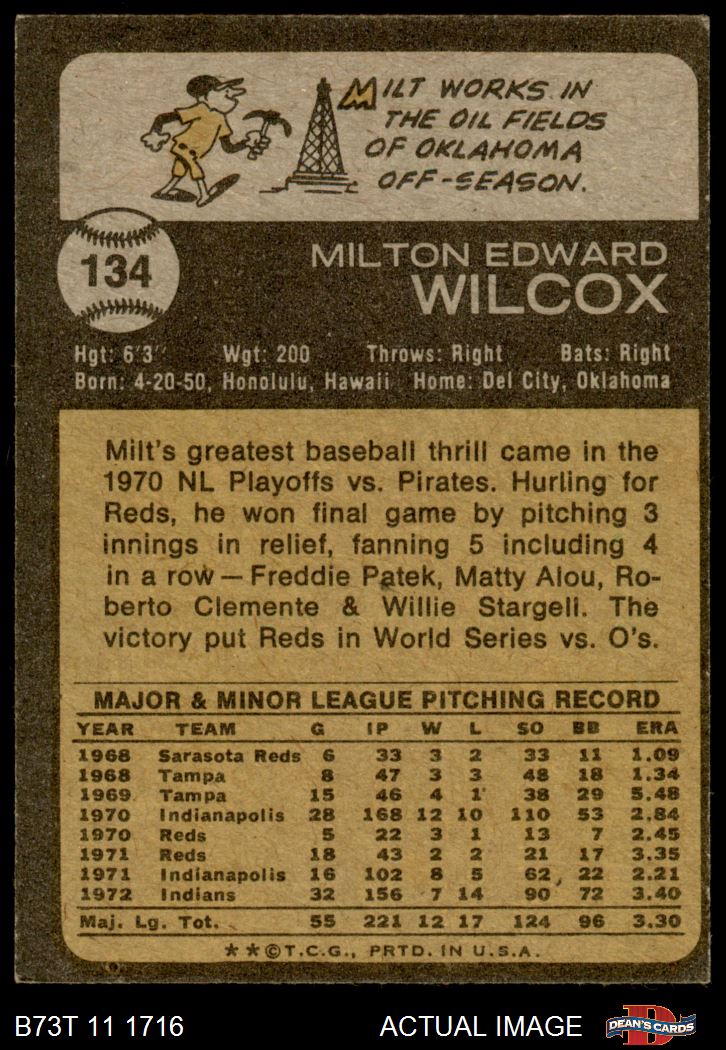 MILT WORKS IN
THE OIL FIELDS
OF OKLAHOMA
OFF-SEASON.
134
MILTON EDWARD
WILCOX
Hgt: 6'3" Wgt: 200 Throws: Right Bats: Right
Born: 4-20-50, Honolulu, Hawaii Home: Del City, Oklahoma
Milt's greatest baseball thrill came in the
1970 NL Playoffs vs. Pirates. Hurling for
Reds, he won final game by pitching 3
innings in relief, fanning 5 including 4
in a row — Freddie Patek, Matty Alou, Ro-
berto Clemente & Willie Stargell. The
victory put Reds in World Series vs. O's.
MAJOR & MINOR LEAGUE PITCHING RECORD
YEAR TEAM G IP W L SO BB ERA
1968 Sarasota Reds 6 33 3 2 33 11 1.09
1968 Tampa 8 47 3 3 48 18 1.34
1969 Tampa 15 46 4 1 38 29 5.48
1970 Indianapolis 28 168 12 10 110 53 2.84
1970 Reds 5 22 3 1 13 7 2.45
1971 Reds 18 43 2 2 21 17 3.35
1971 Indianapolis 16 102 8 5 62 22 2.21
1972 Indians 32 156 7 14 90 72 3.40
Maj. Lg. Tot. 55 221 12 17 124 96 3.30
**©T.C.G., PRTD. IN U.S.A.
B73T 11 1716 ACTUAL IMAGE D DEAN'S CARDS